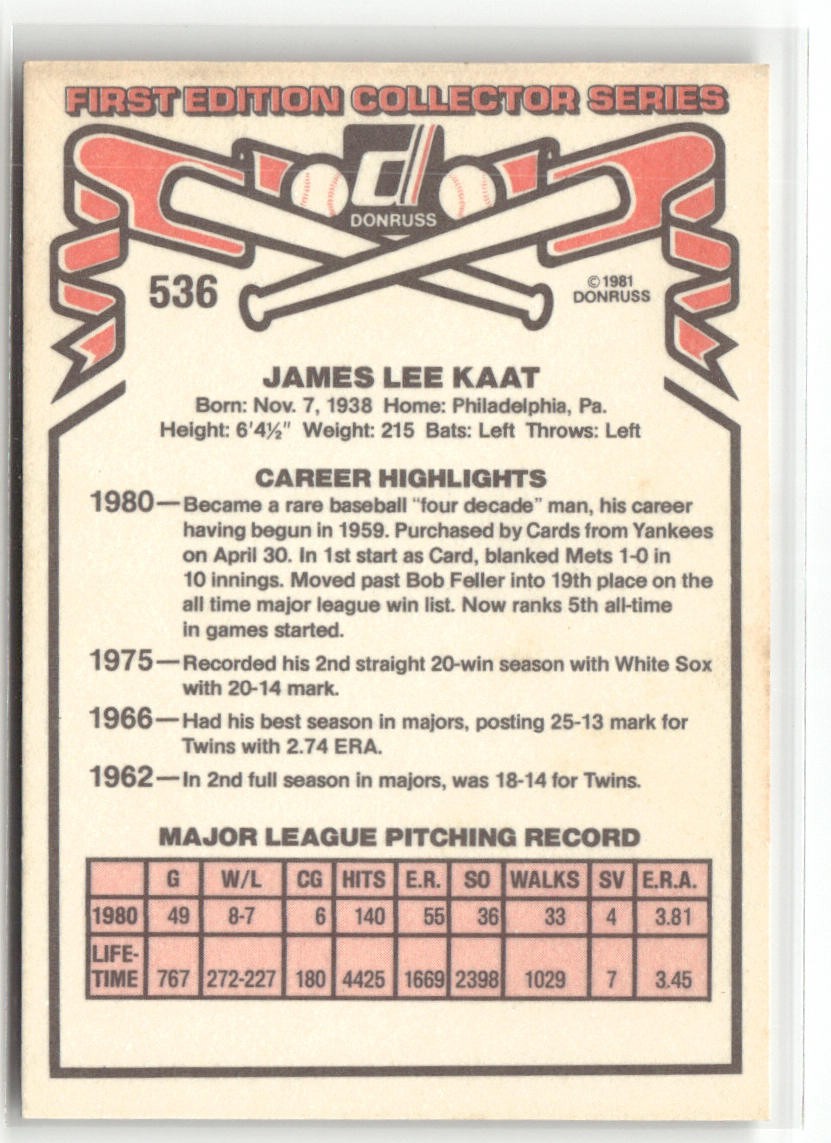 FIRST EDITION COLLECTOR SERIES
d
DONRUSS
536
© 1981
DONRUSS
JAMES LEE KAAT
Born: Nov. 7, 1938 Home: Philadelphia, Pa.
Height: 6'4½" Weight: 215 Bats: Left Throws: Left
CAREER HIGHLIGHTS
1980—Became a rare baseball "four decade" man, his career
having begun in 1959. Purchased by Cards from Yankees
on April 30. In 1st start as Card, blanked Mets 1-0 in
10 innings. Moved past Bob Feller into 19th place on the
all time major league win list. Now ranks 5th all-time
in games started.
1975—Recorded his 2nd straight 20-win season with White Sox
with 20-14 mark.
1966—Had his best season in majors, posting 25-13 mark for
Twins with 2.74 ERA.
1962—In 2nd full season in majors, was 18-14 for Twins.
MAJOR LEAGUE PITCHING RECORD
G W/L CG HITS E.R. SO WALKS SV E.R.A.
1980 49 8-7 6 140 55 36 33 4 3.81
LIFE-
TIME 767 272-227 180 4425 1669 2398 1029 7 3.45